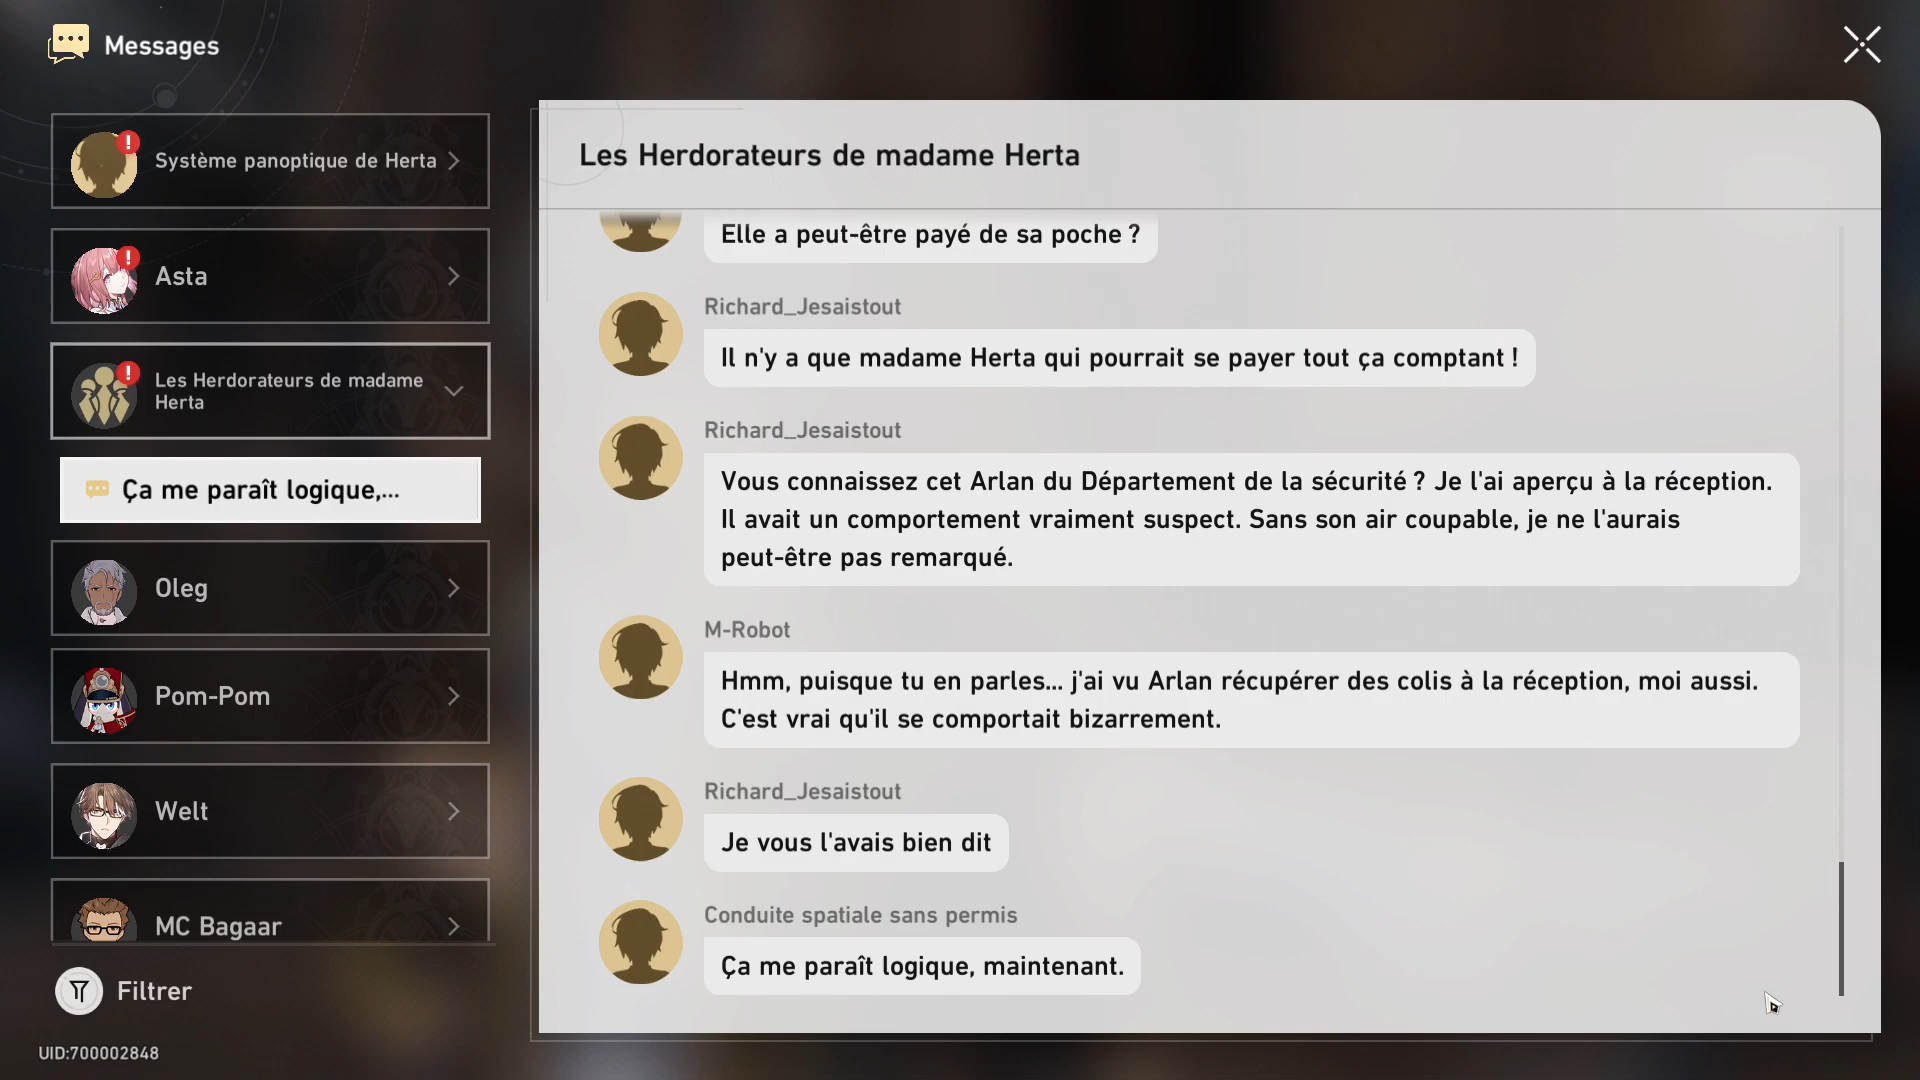 Messages
Système panoptique de Herta
Asta
Les Herdorateurs de madame
Herta
Ça me paraît logique,...
Oleg
Pom-Pom
Welt
MC Bagaar
Filtrer
UID:700002848
Les Herdorateurs de madame Herta
Elle a peut-être payé de sa poche ?
Richard_Jesaistout
Il n'y a que madame Herta qui pourrait se payer tout ça comptant !
Richard_Jesaistout
Vous connaissez cet Arlan du Département de la sécurité ? Je l'ai aperçu à la réception.
Il avait un comportement vraiment suspect. Sans son air coupable, je ne l'aurais
peut-être pas remarqué.
M-Robot
Hmm, puisque tu en parles... j'ai vu Arlan récupérer des colis à la réception, moi aussi.
C'est vrai qu'il se comportait bizarrement.
Richard_Jesaistout
Je vous l'avais bien dit
Conduite spatiale sans permis
Ça me paraît logique, maintenant.